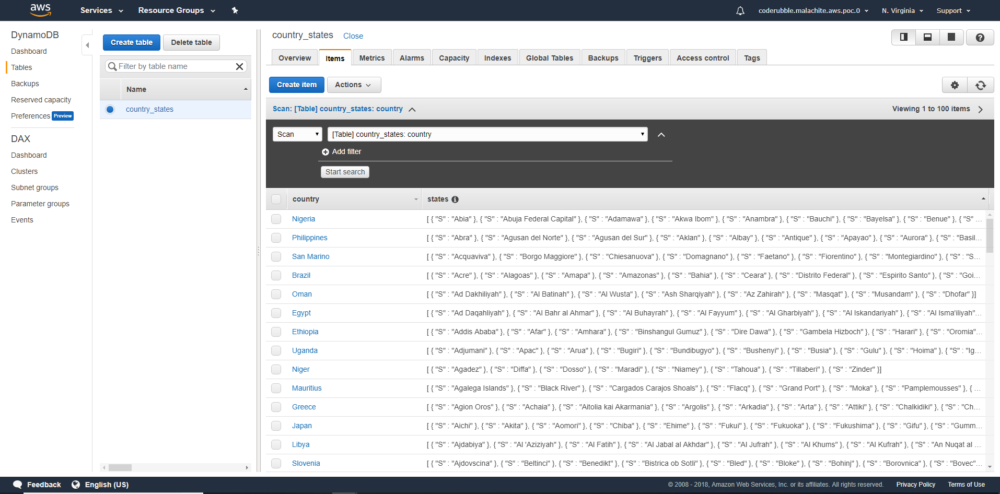 aws Services Resource Groups coderubble.malachite.aws.poc.0 N. Virginia Support
DynamoDB
Dashboard
Tables
Backups
Reserved capacity
Preferences Preview
DAX
Dashboard
Clusters
Subnet groups
Parameter groups
Events
Create table Delete table
Filter by table name
Name
country_states
country_states Close
Overview Items Metrics Alarms Capacity Indexes Global Tables Backups Triggers Access control Tags
Create item Actions
Scan: [Table] country_states: country Viewing 1 to 100 items
Scan [Table] country_states: country
Add filter
Start search
country states
Nigeria [ { "S" : "Abia" }, { "S" : "Abuja Federal Capital" }, { "S" : "Adamawa" }, { "S" : "Akwa Ibom" }, { "S" : "Anambra" }, { "S" : "Bauchi" }, { "S" : "Bayelsa" }, { "S" : "Benue" }, { "S" ...
Philippines [ { "S" : "Abra" }, { "S" : "Agusan del Norte" }, { "S" : "Agusan del Sur" }, { "S" : "Aklan" }, { "S" : "Albay" }, { "S" : "Antique" }, { "S" : "Apayao" }, { "S" : "Aurora" }, { "S" : "Basil...
San Marino [ { "S" : "Acquaviva" }, { "S" : "Borgo Maggiore" }, { "S" : "Chiesanuova" }, { "S" : "Domagnano" }, { "S" : "Faetano" }, { "S" : "Fiorentino" }, { "S" : "Montegiardino" }, { "S" : "S...
Brazil [ { "S" : "Acre" }, { "S" : "Alagoas" }, { "S" : "Amapa" }, { "S" : "Amazonas" }, { "S" : "Bahia" }, { "S" : "Ceara" }, { "S" : "Distrito Federal" }, { "S" : "Espirito Santo" }, { "S" : "Goi...
Oman [ { "S" : "Ad Dakhiliyah" }, { "S" : "Al Batinah" }, { "S" : "Al Wusta" }, { "S" : "Ash Sharqiyah" }, { "S" : "Az Zahirah" }, { "S" : "Masqat" }, { "S" : "Musandam" }, { "S" : "Dhofar" }]
Egypt [ { "S" : "Ad Daqahliyah" }, { "S" : "Al Bahr al Ahmar" }, { "S" : "Al Buhayrah" }, { "S" : "Al Fayyum" }, { "S" : "Al Gharbiyah" }, { "S" : "Al Iskandariyah" }, { "S" : "Al Isma'iliyah"...
Ethiopia [ { "S" : "Addis Ababa" }, { "S" : "Afar" }, { "S" : "Amhara" }, { "S" : "Binshangul Gumuz" }, { "S" : "Dire Dawa" }, { "S" : "Gambela Hizboch" }, { "S" : "Harari" }, { "S" : "Oromia"...
Uganda [ { "S" : "Adjumani" }, { "S" : "Apac" }, { "S" : "Arua" }, { "S" : "Bugiri" }, { "S" : "Bundibugyo" }, { "S" : "Bushenyi" }, { "S" : "Busia" }, { "S" : "Gulu" }, { "S" : "Hoima" }, { "S" : "Ig...
Niger [ { "S" : "Agadez" }, { "S" : "Diffa" }, { "S" : "Dosso" }, { "S" : "Maradi" }, { "S" : "Niamey" }, { "S" : "Tahoua" }, { "S" : "Tillaberi" }, { "S" : "Zinder" }]
Mauritius [ { "S" : "Agalega Islands" }, { "S" : "Black River" }, { "S" : "Cargados Carajos Shoals" }, { "S" : "Flacq" }, { "S" : "Grand Port" }, { "S" : "Moka" }, { "S" : "Pamplemousses" }, { ...
Greece [ { "S" : "Agion Oros" }, { "S" : "Achaia" }, { "S" : "Aitolia kai Akarmania" }, { "S" : "Argolis" }, { "S" : "Arkadia" }, { "S" : "Arta" }, { "S" : "Attiki" }, { "S" : "Chalkidiki" }, { "S" : "Ch...
Japan [ { "S" : "Aichi" }, { "S" : "Akita" }, { "S" : "Aomori" }, { "S" : "Chiba" }, { "S" : "Ehime" }, { "S" : "Fukui" }, { "S" : "Fukuoka" }, { "S" : "Fukushima" }, { "S" : "Gifu" }, { "S" : "Gumm...
Libya [ { "S" : "Ajdabiya" }, { "S" : "Al 'Aziziyah" }, { "S" : "Al Fatih" }, { "S" : "Al Jabal al Akhdar" }, { "S" : "Al Jufrah" }, { "S" : "Al Khums" }, { "S" : "Al Kufrah" }, { "S" : "An Nuqat al ...
Slovenia [ { "S" : "Ajdovscina" }, { "S" : "Beltinci" }, { "S" : "Benedikt" }, { "S" : "Bistrica ob Sotli" }, { "S" : "Bled" }, { "S" : "Bloke" }, { "S" : "Bohinj" }, { "S" : "Borovnica" }, { "S" : "Bovec"...
Feedback English (US) © 2008 - 2018, Amazon Web Services, Inc. or its affiliates. All rights reserved. Privacy Policy Terms of Use